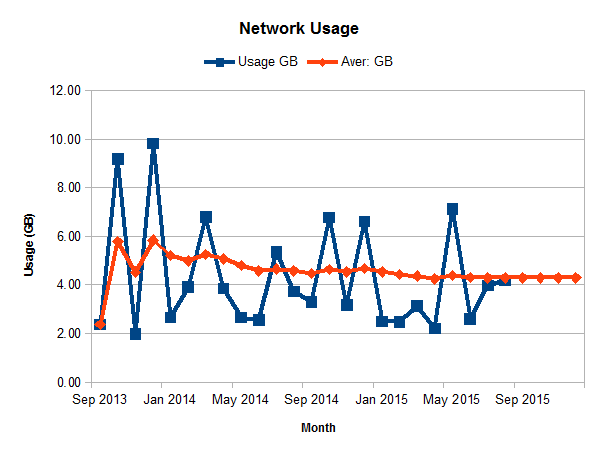 Network Usage
Usage GB Aver: GB
12.00
10.00
8.00
6.00
4.00
2.00
0.00
Usage (GB)
Sep 2013 Jan 2014 May 2014 Sep 2014 Jan 2015 May 2015 Sep 2015
Month